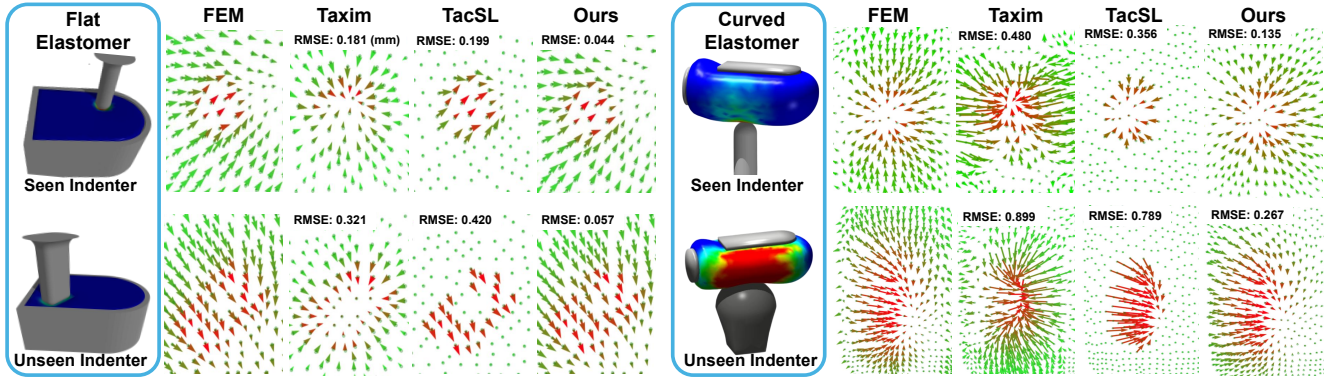 Flat
Elastomer
Seen Indenter
Unseen Indenter
FEM
Taxim
TacSL
Ours
RMSE: 0.181 (mm)
RMSE: 0.199
RMSE: 0.044
RMSE: 0.321
RMSE: 0.420
RMSE: 0.057
Curved
Elastomer
Seen Indenter
Unseen Indenter
FEM
Taxim
TacSL
Ours
RMSE: 0.480
RMSE: 0.356
RMSE: 0.135
RMSE: 0.899
RMSE: 0.789
RMSE: 0.267